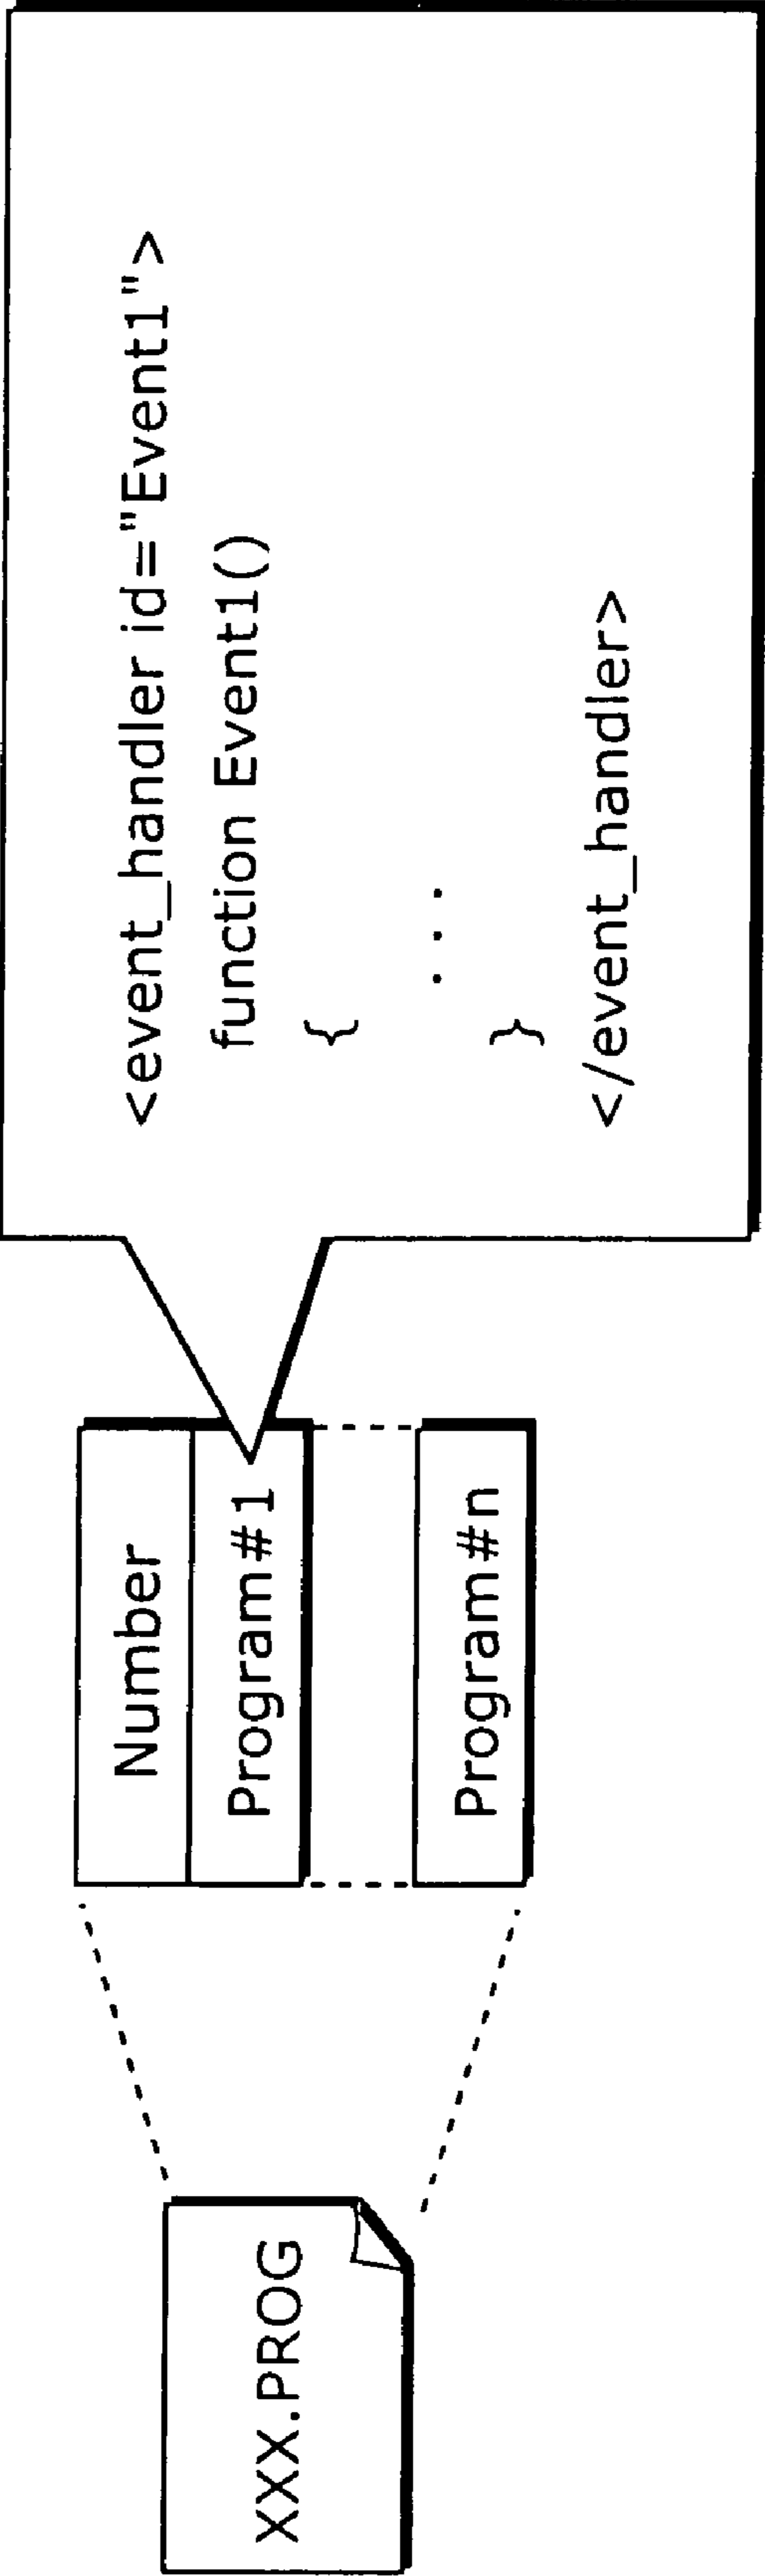 XXX.PROG
Number
Program#1
Program#n
<event_handler id="Event1">
function Event1()
{
...
}
</event_handler>